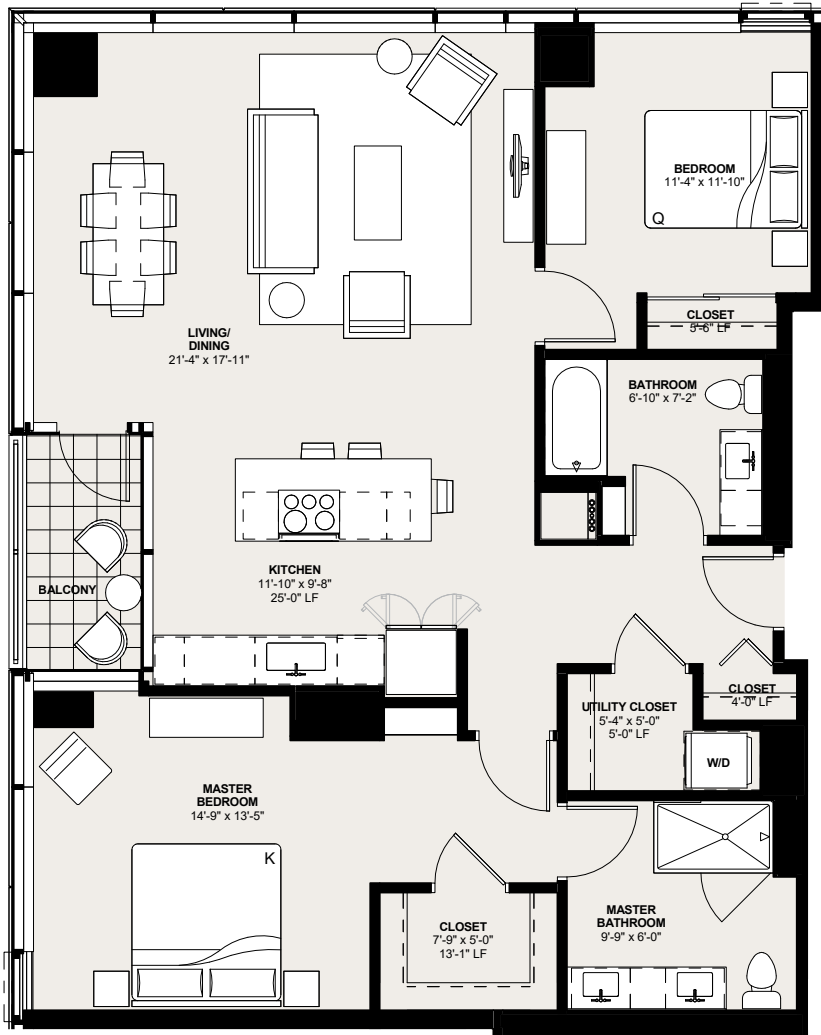 BEDROOM
11'-4" x 11'-10"
Q
CLOSET
5'-6" LF
LIVING/
DINING
21'-4" x 17'-11"
BATHROOM
6'-10" x 7'-2"
KITCHEN
11'-10" x 9'-8"
25'-0" LF
BALCONY
CLOSET
4'-0" LF
UTILITY CLOSET
5'-4" x 5'-0"
5'-0" LF
W/D
MASTER
BEDROOM
14'-9" x 13'-5"
K
CLOSET
7'-9" x 5'-0"
13'-1" LF
MASTER
BATHROOM
9'-9" x 6'-0"